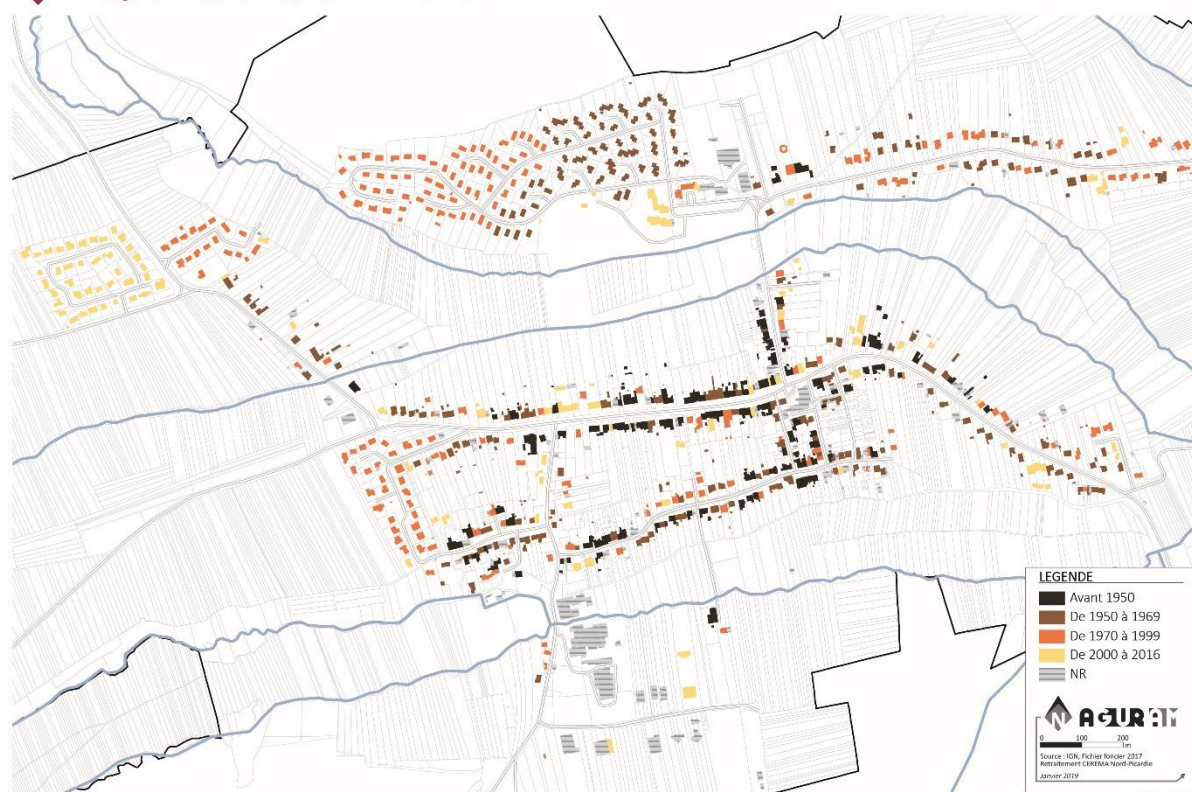 LEGENDE
Avant 1950
De 1950 à 1969
De 1970 à 1999
De 2000 à 2016
NR
N AGURAM
0 100 200
m
Source : IGN, Fichier foncier 2017
Retraitement CEREMA Nord-Picardie
Janvier 2019